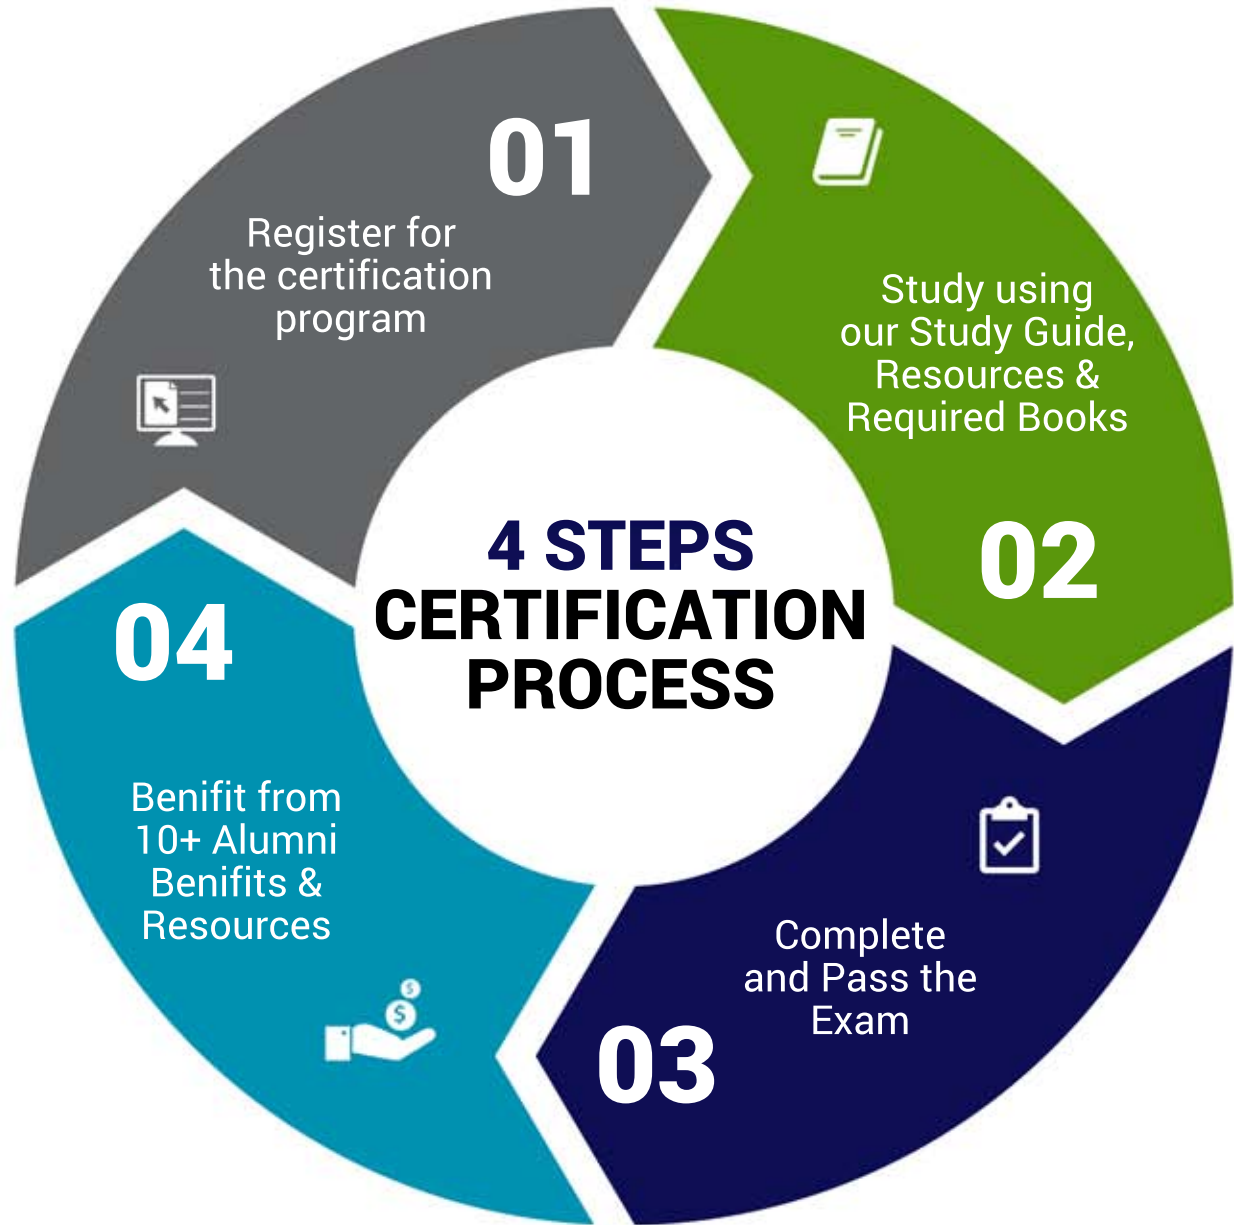 4 STEPS
CERTIFICATION
PROCESS
01
Register for
the certification
program
Study using
our Study Guide,
Resources &
Required Books
02
Complete
and Pass the
Exam
03
04
Benifit from
10+ Alumni
Benifits &
Resources
$
$